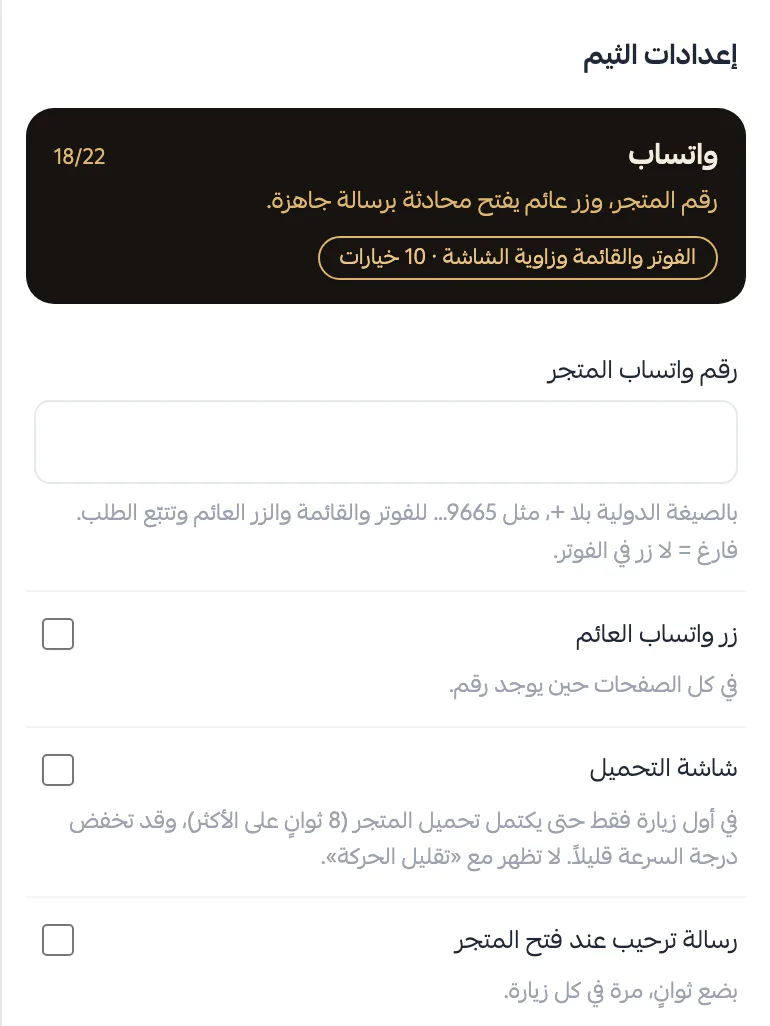 إعدادات الثيم
واتساب
18/22
رقم المتجر، وزر عائم يفتح محادثة برسالة جاهزة.
الفوتر والقائمة وزاوية الشاشة · 10 خيارات
رقم واتساب المتجر
بالصيغة الدولية بلا +، مثل 9665… للفوتر والقائمة والزر العائم وتتبّع الطلب.
فارغ = لا زر في الفوتر.
زر واتساب العائم
في كل الصفحات حين يوجد رقم.
شاشة التحميل
في أول زيارة فقط حتى يكتمل تحميل المتجر (8 ثوانٍ على الأكثر)، وقد تخفض
درجة السرعة قليلاً. لا تظهر مع «تقليل الحركة».
رسالة ترحيب عند فتح المتجر
بضع ثوانٍ، مرة في كل زيارة.